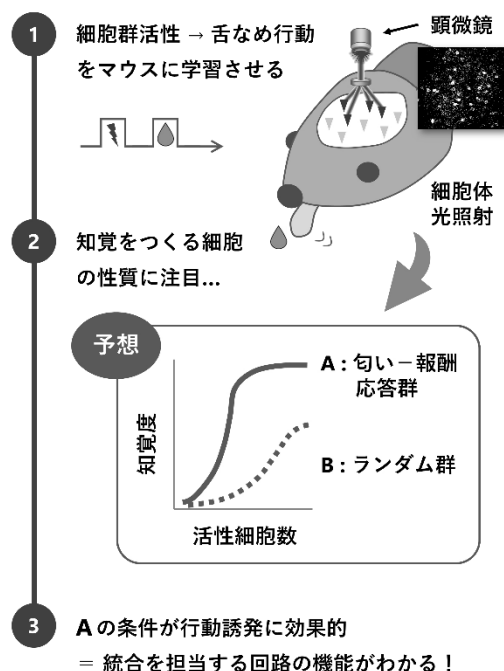 1
細胞群活性 → 舌なめ行動
をマウスに学習させる
顕微鏡
細胞体
光照射
2
知覚をつくる細胞
の性質に注目...
予想
知覚度
活性細胞数
A : 匂い－報酬
応答群
B : ランダム群
3
Aの条件が行動誘発に効果的
= 統合を担当する回路の機能がわかる！